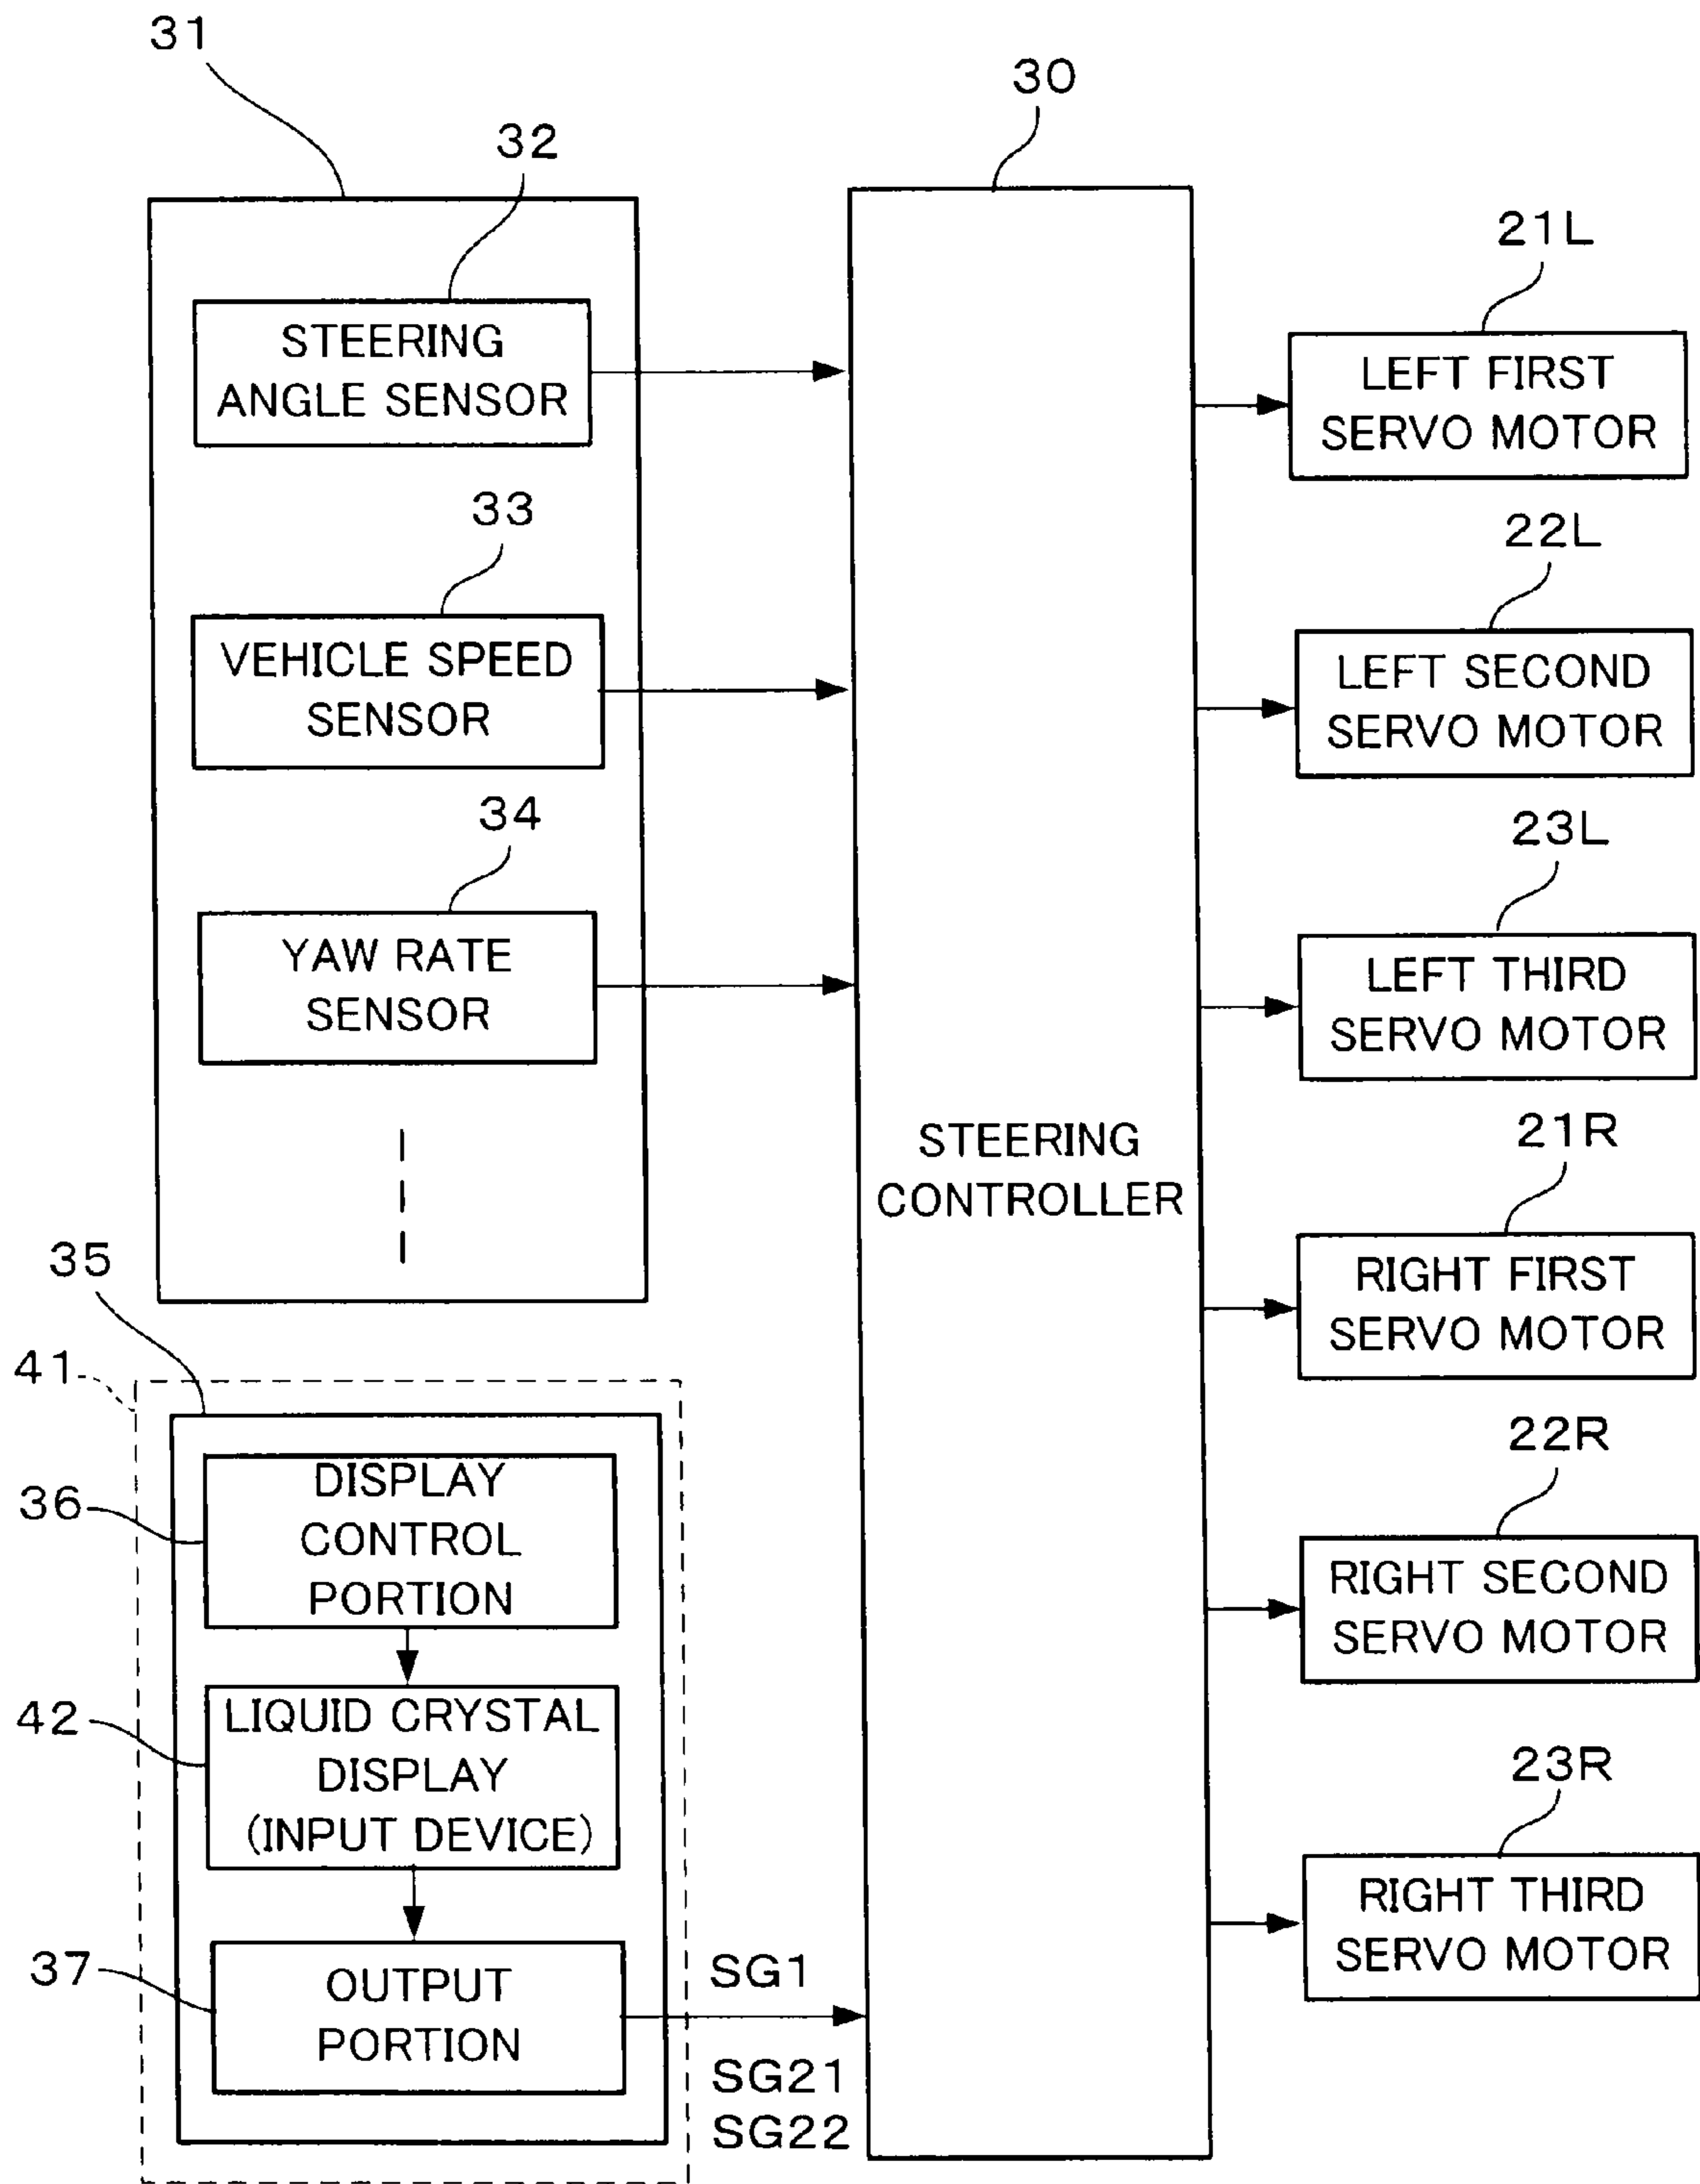 31
30
32
21L
STEERING
ANGLE SENSOR
LEFT FIRST
SERVO MOTOR
33
22L
VEHICLE SPEED
SENSOR
LEFT SECOND
SERVO MOTOR
34
23L
YAW RATE
SENSOR
LEFT THIRD
SERVO MOTOR
STEERING
CONTROLLER
21R
35
RIGHT FIRST
SERVO MOTOR
41
22R
36
DISPLAY
CONTROL
PORTION
RIGHT SECOND
SERVO MOTOR
42
LIQUID CRYSTAL
DISPLAY
(INPUT DEVICE)
23R
RIGHT THIRD
SERVO MOTOR
37
OUTPUT
PORTION
SG1
SG21
SG22